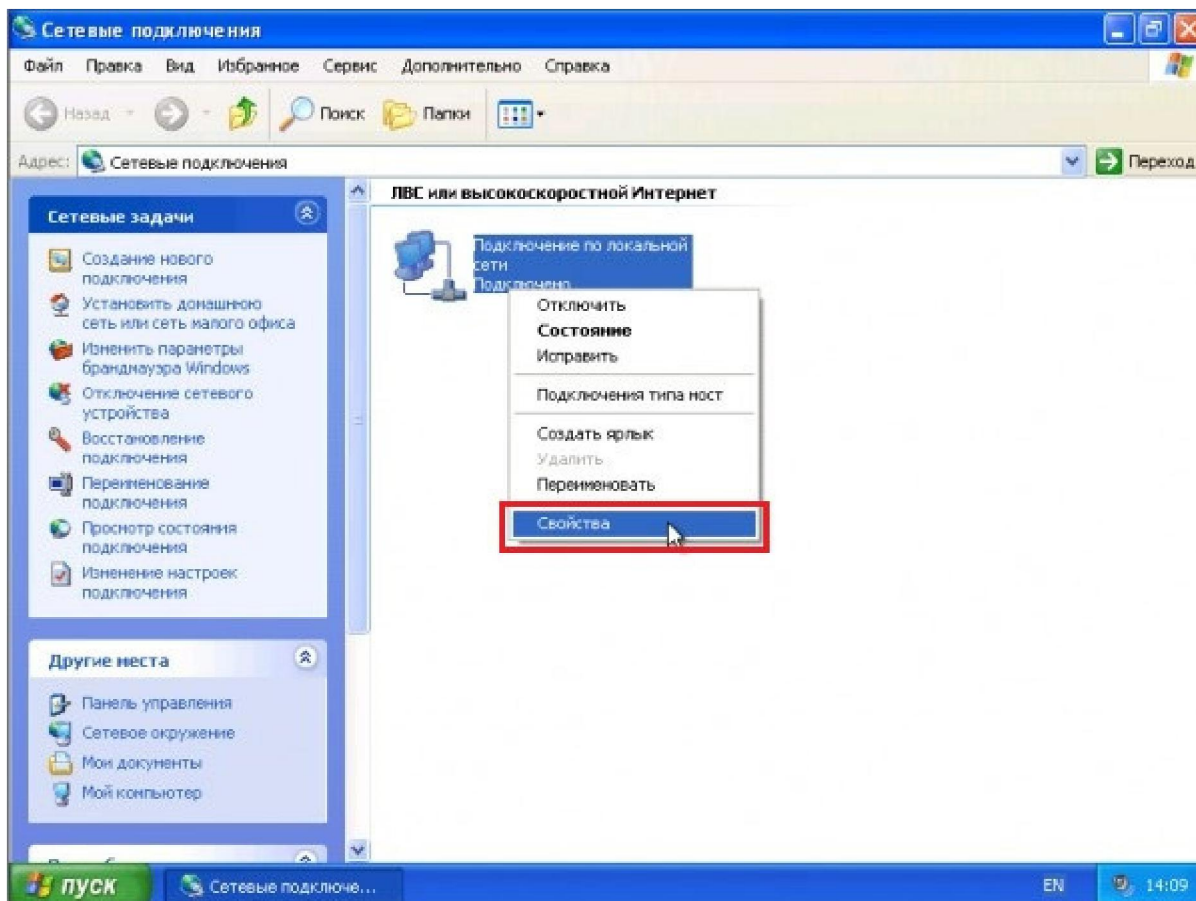 Сетевые подключения
Файл Правка Вид Избранное Сервис Дополнительно Справка
Назад Поиск Папки
Адрес: Сетевые подключения Переход
Сетевые задачи
Создание нового
подключения
Установить домашнюю
сеть или сеть малого офиса
Изменить параметры
брандмауэра Windows
Отключение сетевого
устройства
Восстановление
подключения
Переименование
подключения
Просмотр состояния
подключения
Изменение настроек
подключения
Другие места
Панель управления
Сетевое окружение
Мои документы
Мой компьютер
ЛВС или высокоскоростной Интернет
Подключение по локальной
сети
Подключено
Отключить
Состояние
Исправить
Подключения типа мост
Создать ярлык
Удалить
Переименовать
Свойства
пуск Сетевые подключе... EN 14:09